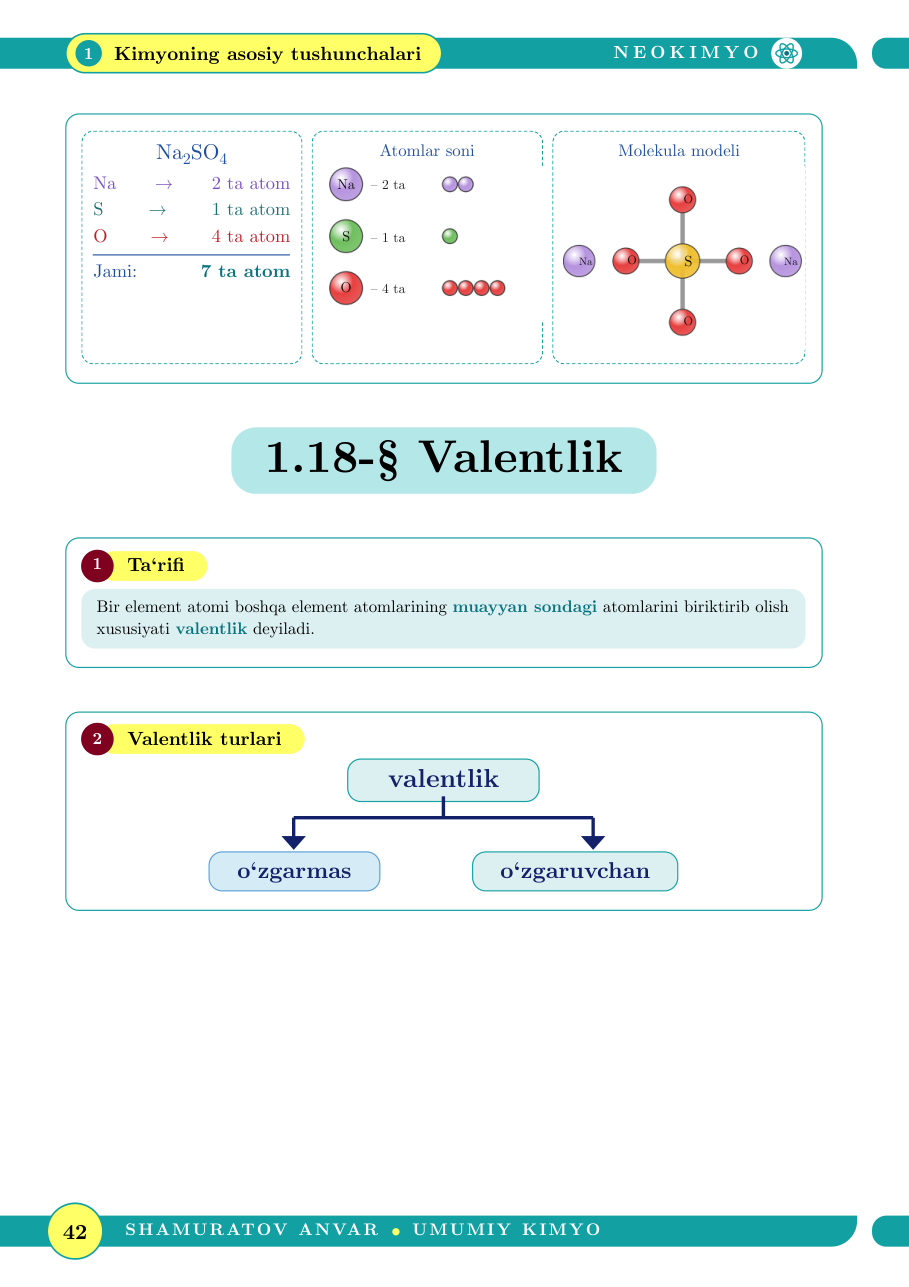 1 Kimyoning asosiy tushunchalari
NEOKIMYO
Na₂SO₄
Na → 2 ta atom
S → 1 ta atom
O → 4 ta atom
Jami: 7 ta atom
Atomlar soni
Na – 2 ta
S – 1 ta
O – 4 ta
Molekula modeli
O
Na O S O Na
O
1.18-§ Valentlik
1 Ta‘rifi
Bir element atomi boshqa element atomlarining muayyan sondagi atomlarini biriktirib olish
xususiyati valentlik deyiladi.
2 Valentlik turlari
valentlik
o‘zgarmas
o‘zgaruvchan
42 SHAMURATOV ANVAR • UMUMIY KIMYO